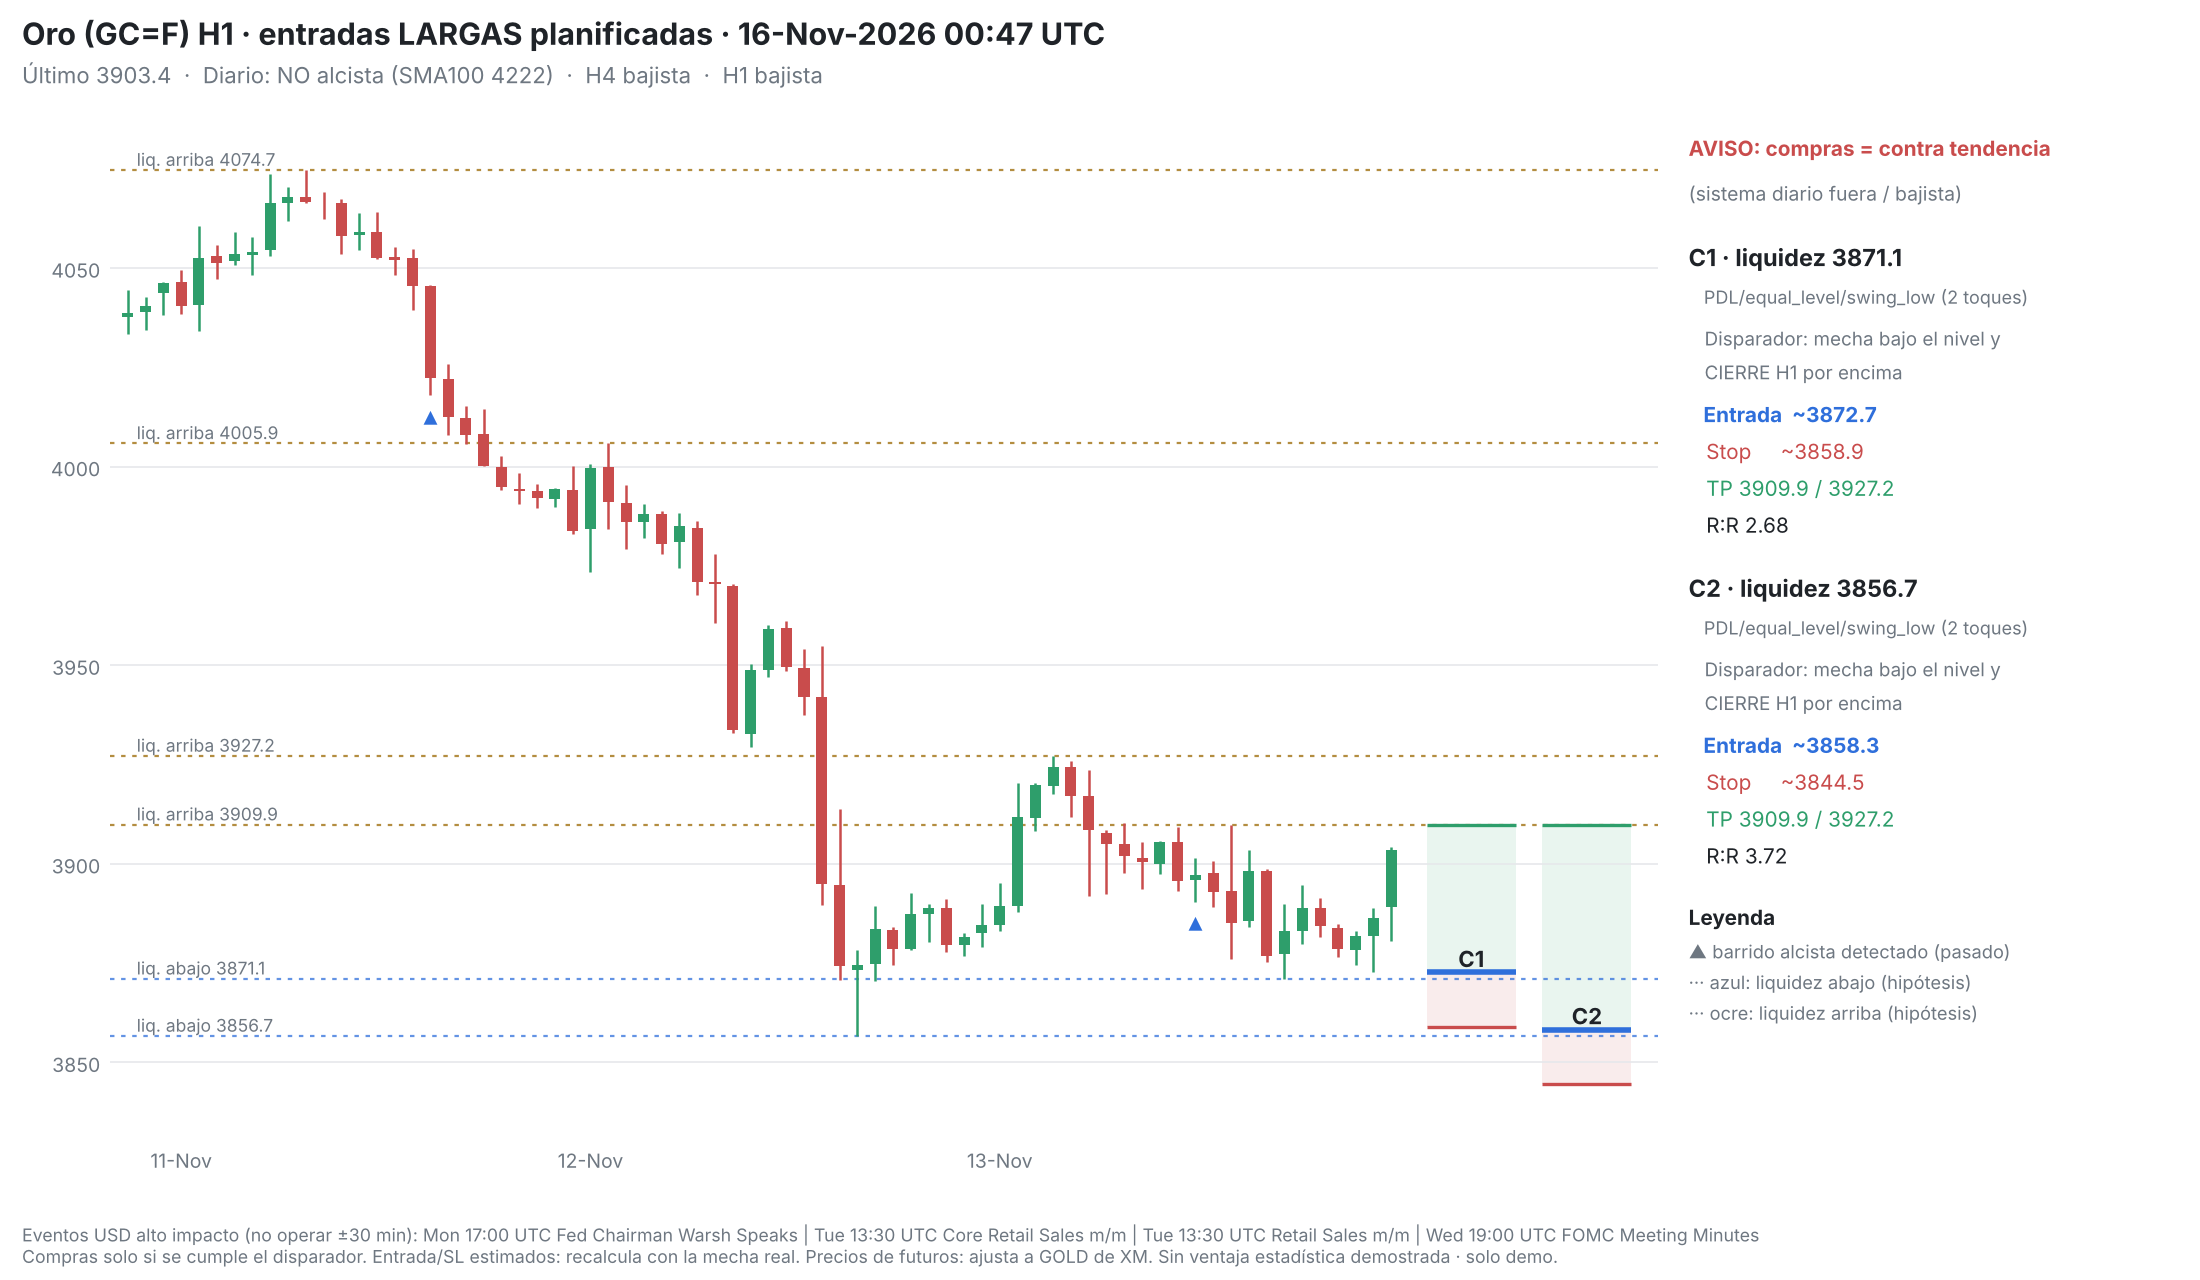 Oro (GC=F) H1 · entradas LARGAS planificadas · 16-Nov-2026 00:47 UTC
Último 3903.4 · Diario: NO alcista (SMA100 4222) · H4 bajista · H1 bajista
liq. arriba 4074.7
4050
liq. arriba 4005.9
4000
3950
liq. arriba 3927.2
liq. arriba 3909.9
3900
liq. abajo 3871.1
liq. abajo 3856.7
3850
C1
C2
11-Nov
12-Nov
13-Nov
AVISO: compras = contra tendencia
(sistema diario fuera / bajista)
C1 · liquidez 3871.1
PDL/equal_level/swing_low (2 toques)
Disparador: mecha bajo el nivel y
CIERRE H1 por encima
Entrada ~3872.7
Stop ~3858.9
TP 3909.9 / 3927.2
R:R 2.68
C2 · liquidez 3856.7
PDL/equal_level/swing_low (2 toques)
Disparador: mecha bajo el nivel y
CIERRE H1 por encima
Entrada ~3858.3
Stop ~3844.5
TP 3909.9 / 3927.2
R:R 3.72
Leyenda
▲ barrido alcista detectado (pasado)
··· azul: liquidez abajo (hipótesis)
··· ocre: liquidez arriba (hipótesis)
Eventos USD alto impacto (no operar ±30 min): Mon 17:00 UTC Fed Chairman Warsh Speaks | Tue 13:30 UTC Core Retail Sales m/m | Tue 13:30 UTC Retail Sales m/m | Wed 19:00 UTC FOMC Meeting Minutes
Compras solo si se cumple el disparador. Entrada/SL estimados: recalcula con la mecha real. Precios de futuros: ajusta a GOLD de XM. Sin ventaja estadística demostrada · solo demo.